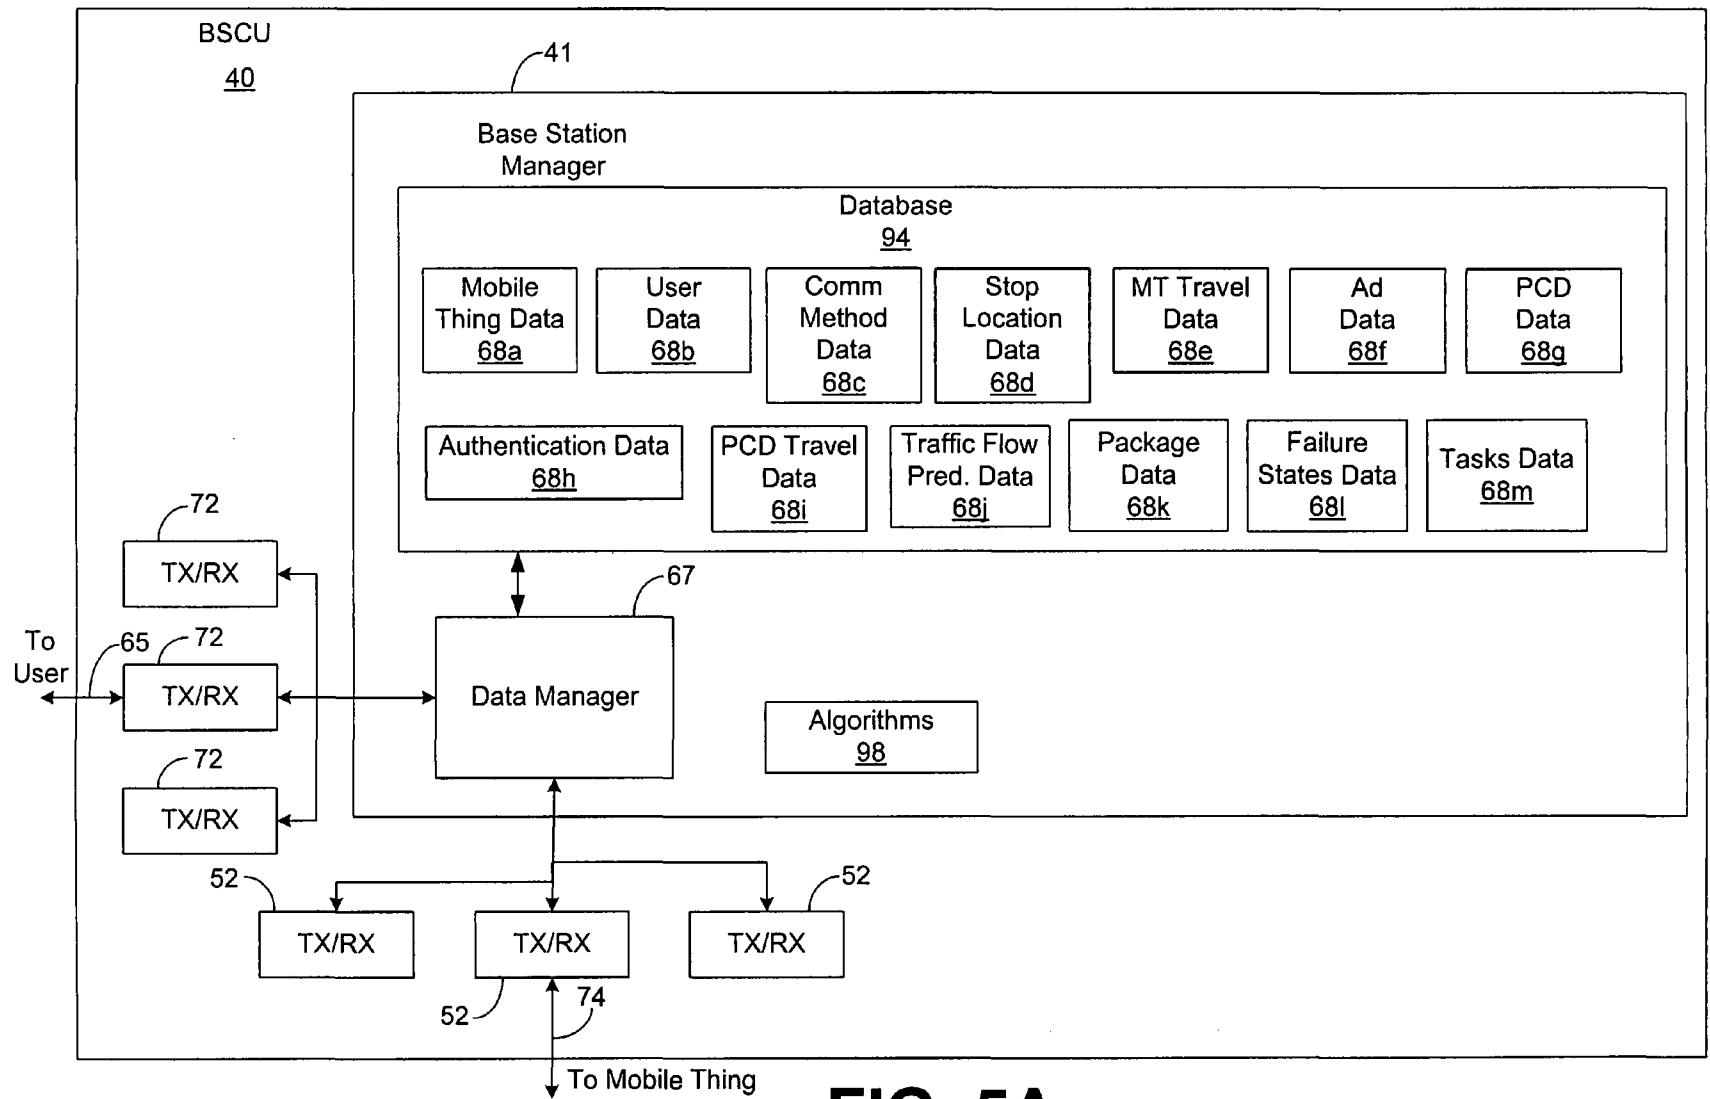 BSCU
40
41
Base Station
Manager
Database
94
Mobile
Thing Data
68a
User
Data
68b
Comm
Method
Data
68c
Stop
Location
Data
68d
MT Travel
Data
68e
Ad
Data
68f
PCD
Data
68g
Authentication Data
68h
PCD Travel
Data
68i
Traffic Flow
Pred. Data
68j
Package
Data
68k
Failure
States Data
68l
Tasks Data
68m
72
TX/RX
67
To
User
65
72
TX/RX
Data Manager
Algorithms
98
72
TX/RX
52
TX/RX
52
TX/RX
52
TX/RX
74
To Mobile Thing
FIG. 5A